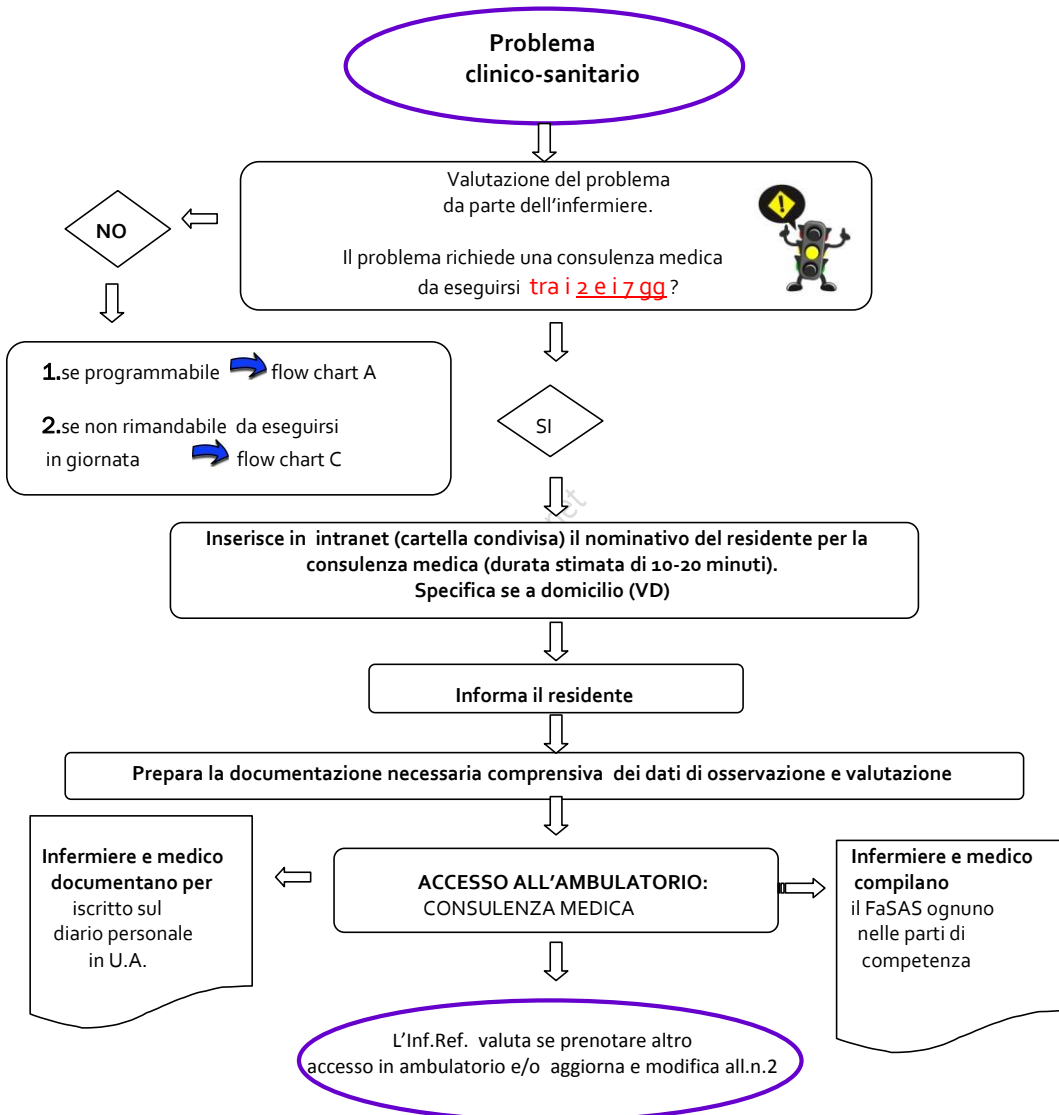 Problema
clinico-sanitario
Valutazione del problema
da parte dell’infermiere.
Il problema richiede una consulenza medica
da eseguirsi tra i 2 e i 7 gg ?
NO
1.se programmabile flow chart A
2.se non rimandabile da eseguirsi
in giornata flow chart C
SI
Inserisce in intranet (cartella condivisa) il nominativo del residente per la
consulenza medica (durata stimata di 10-20 minuti).
Specifica se a domicilio (VD)
Informa il residente
Prepara la documentazione necessaria comprensiva dei dati di osservazione e valutazione
Infermiere e medico
documentano per
iscritto sul
diario personale
in U.A.
ACCESSO ALL’AMBULATORIO:
CONSULENZA MEDICA
Infermiere e medico
compilano
il FaSAS ognuno
nelle parti di
competenza
L’Inf.Ref. valuta se prenotare altro
accesso in ambulatorio e/o aggiorna e modifica all.n.2